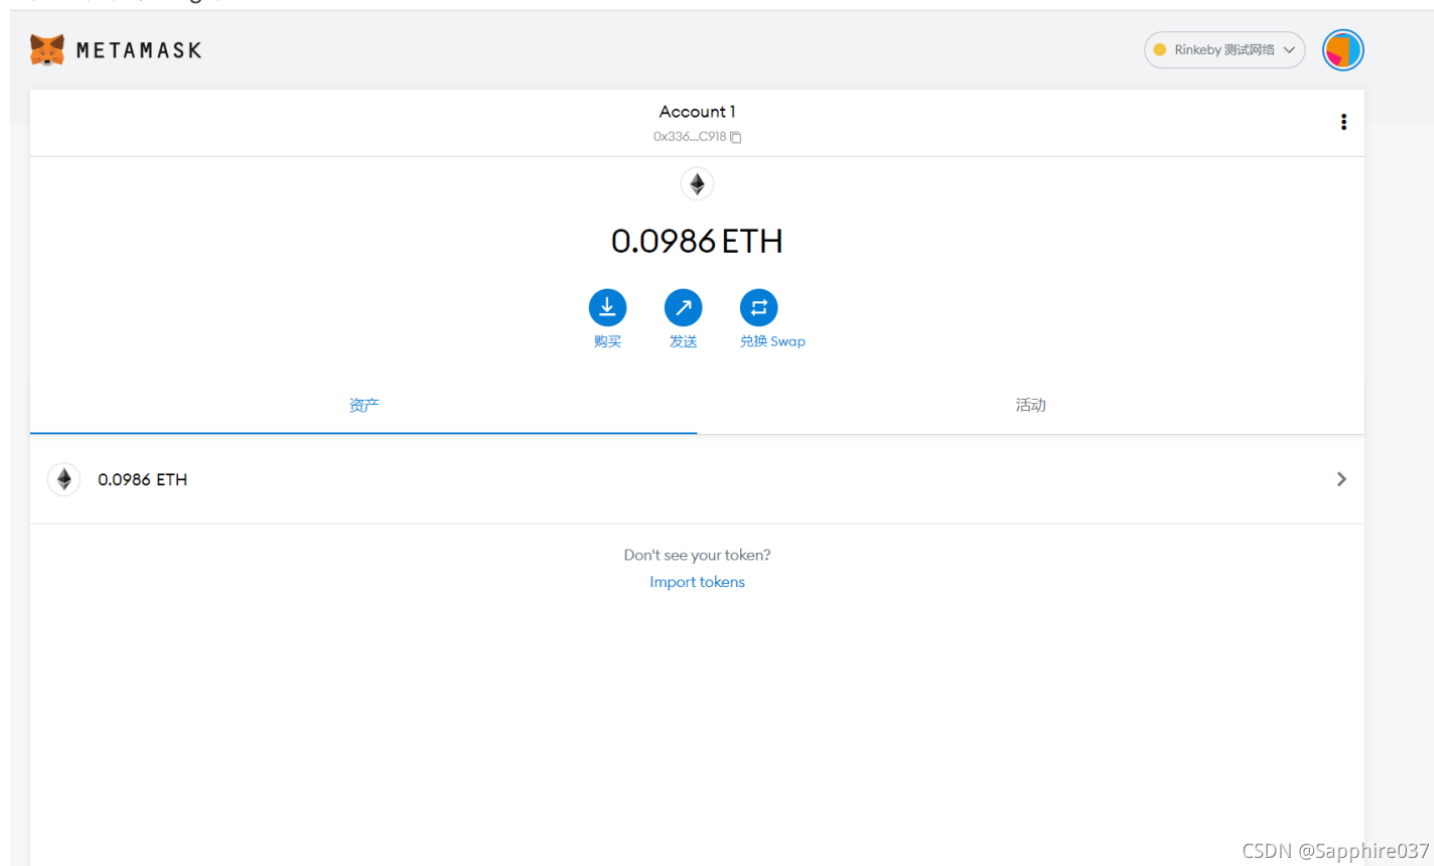 METAMASK
Rinkeby 测试网络
Account 1
0x336...C918
0.0986 ETH
购买 发送 兑换 Swap
资产 活动
0.0986 ETH
Don't see your token?
Import tokens
CSDN @Sapphire037